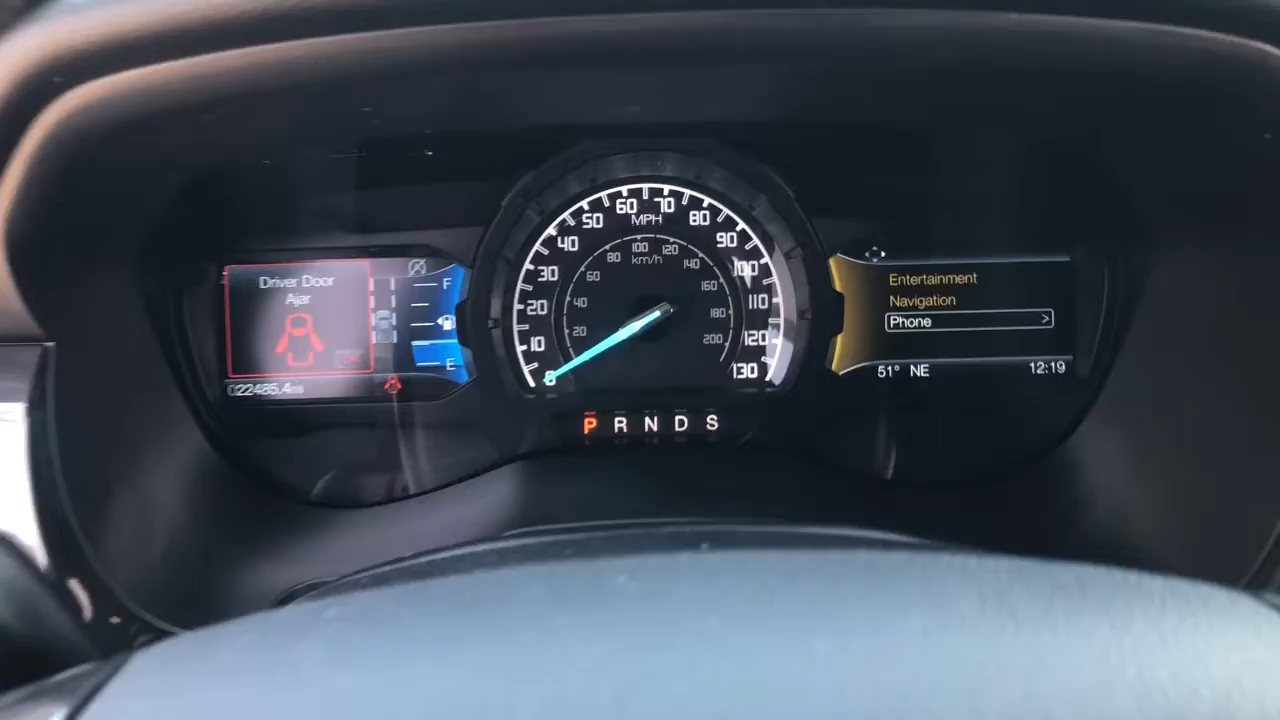 Driver Door
Ajar
F
E
022485.4mi
0
10
20
30
40
50
60
70
80
90
100
110
120
130
MPH
20
40
60
80
100
120
140
160
180
200
km/h
P R N D S
Entertainment
Navigation
Phone >
51° NE
12:19